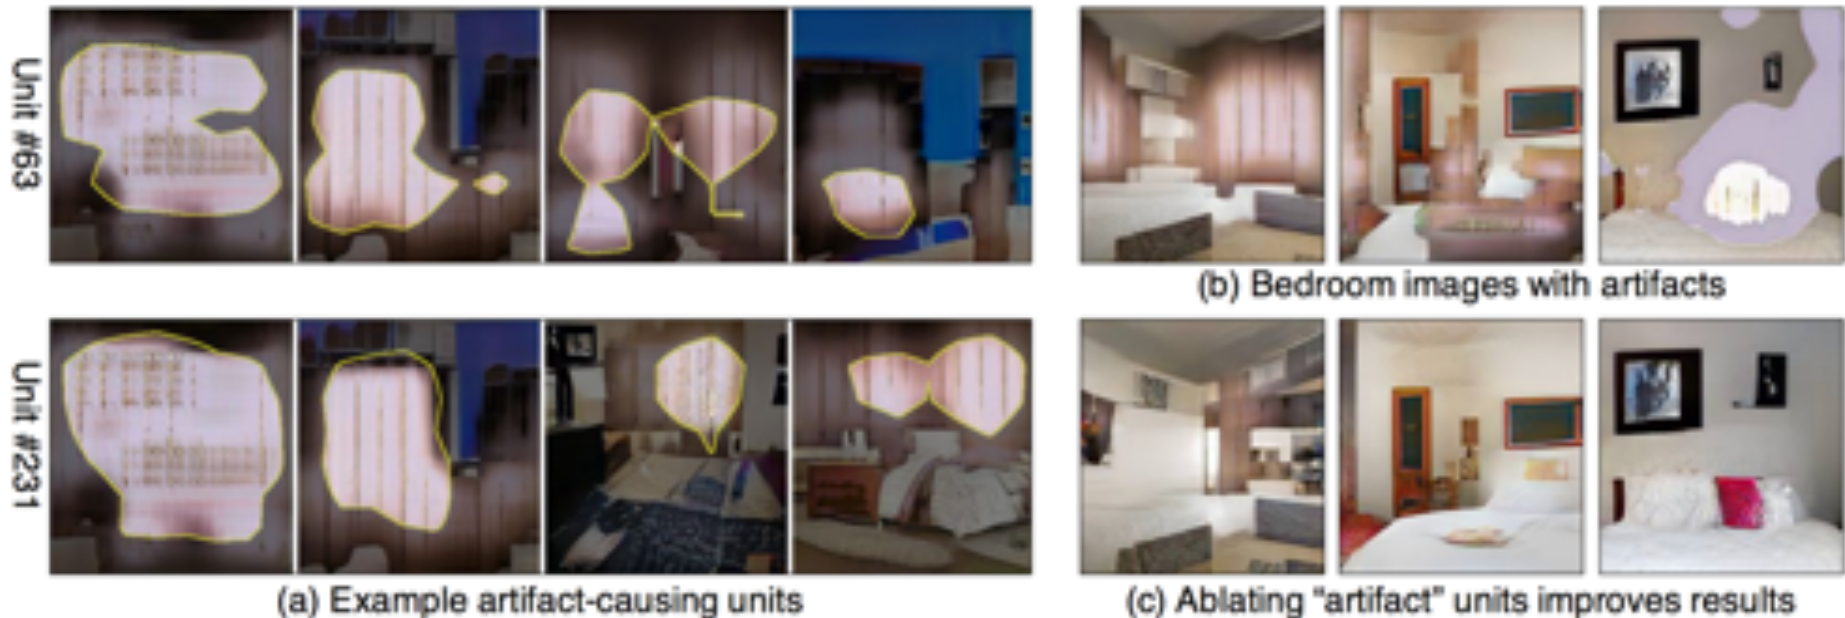 Unit #63
(b) Bedroom images with artifacts
Unit #231
(a) Example artifact-causing units
(c) Ablating “artifact” units improves results